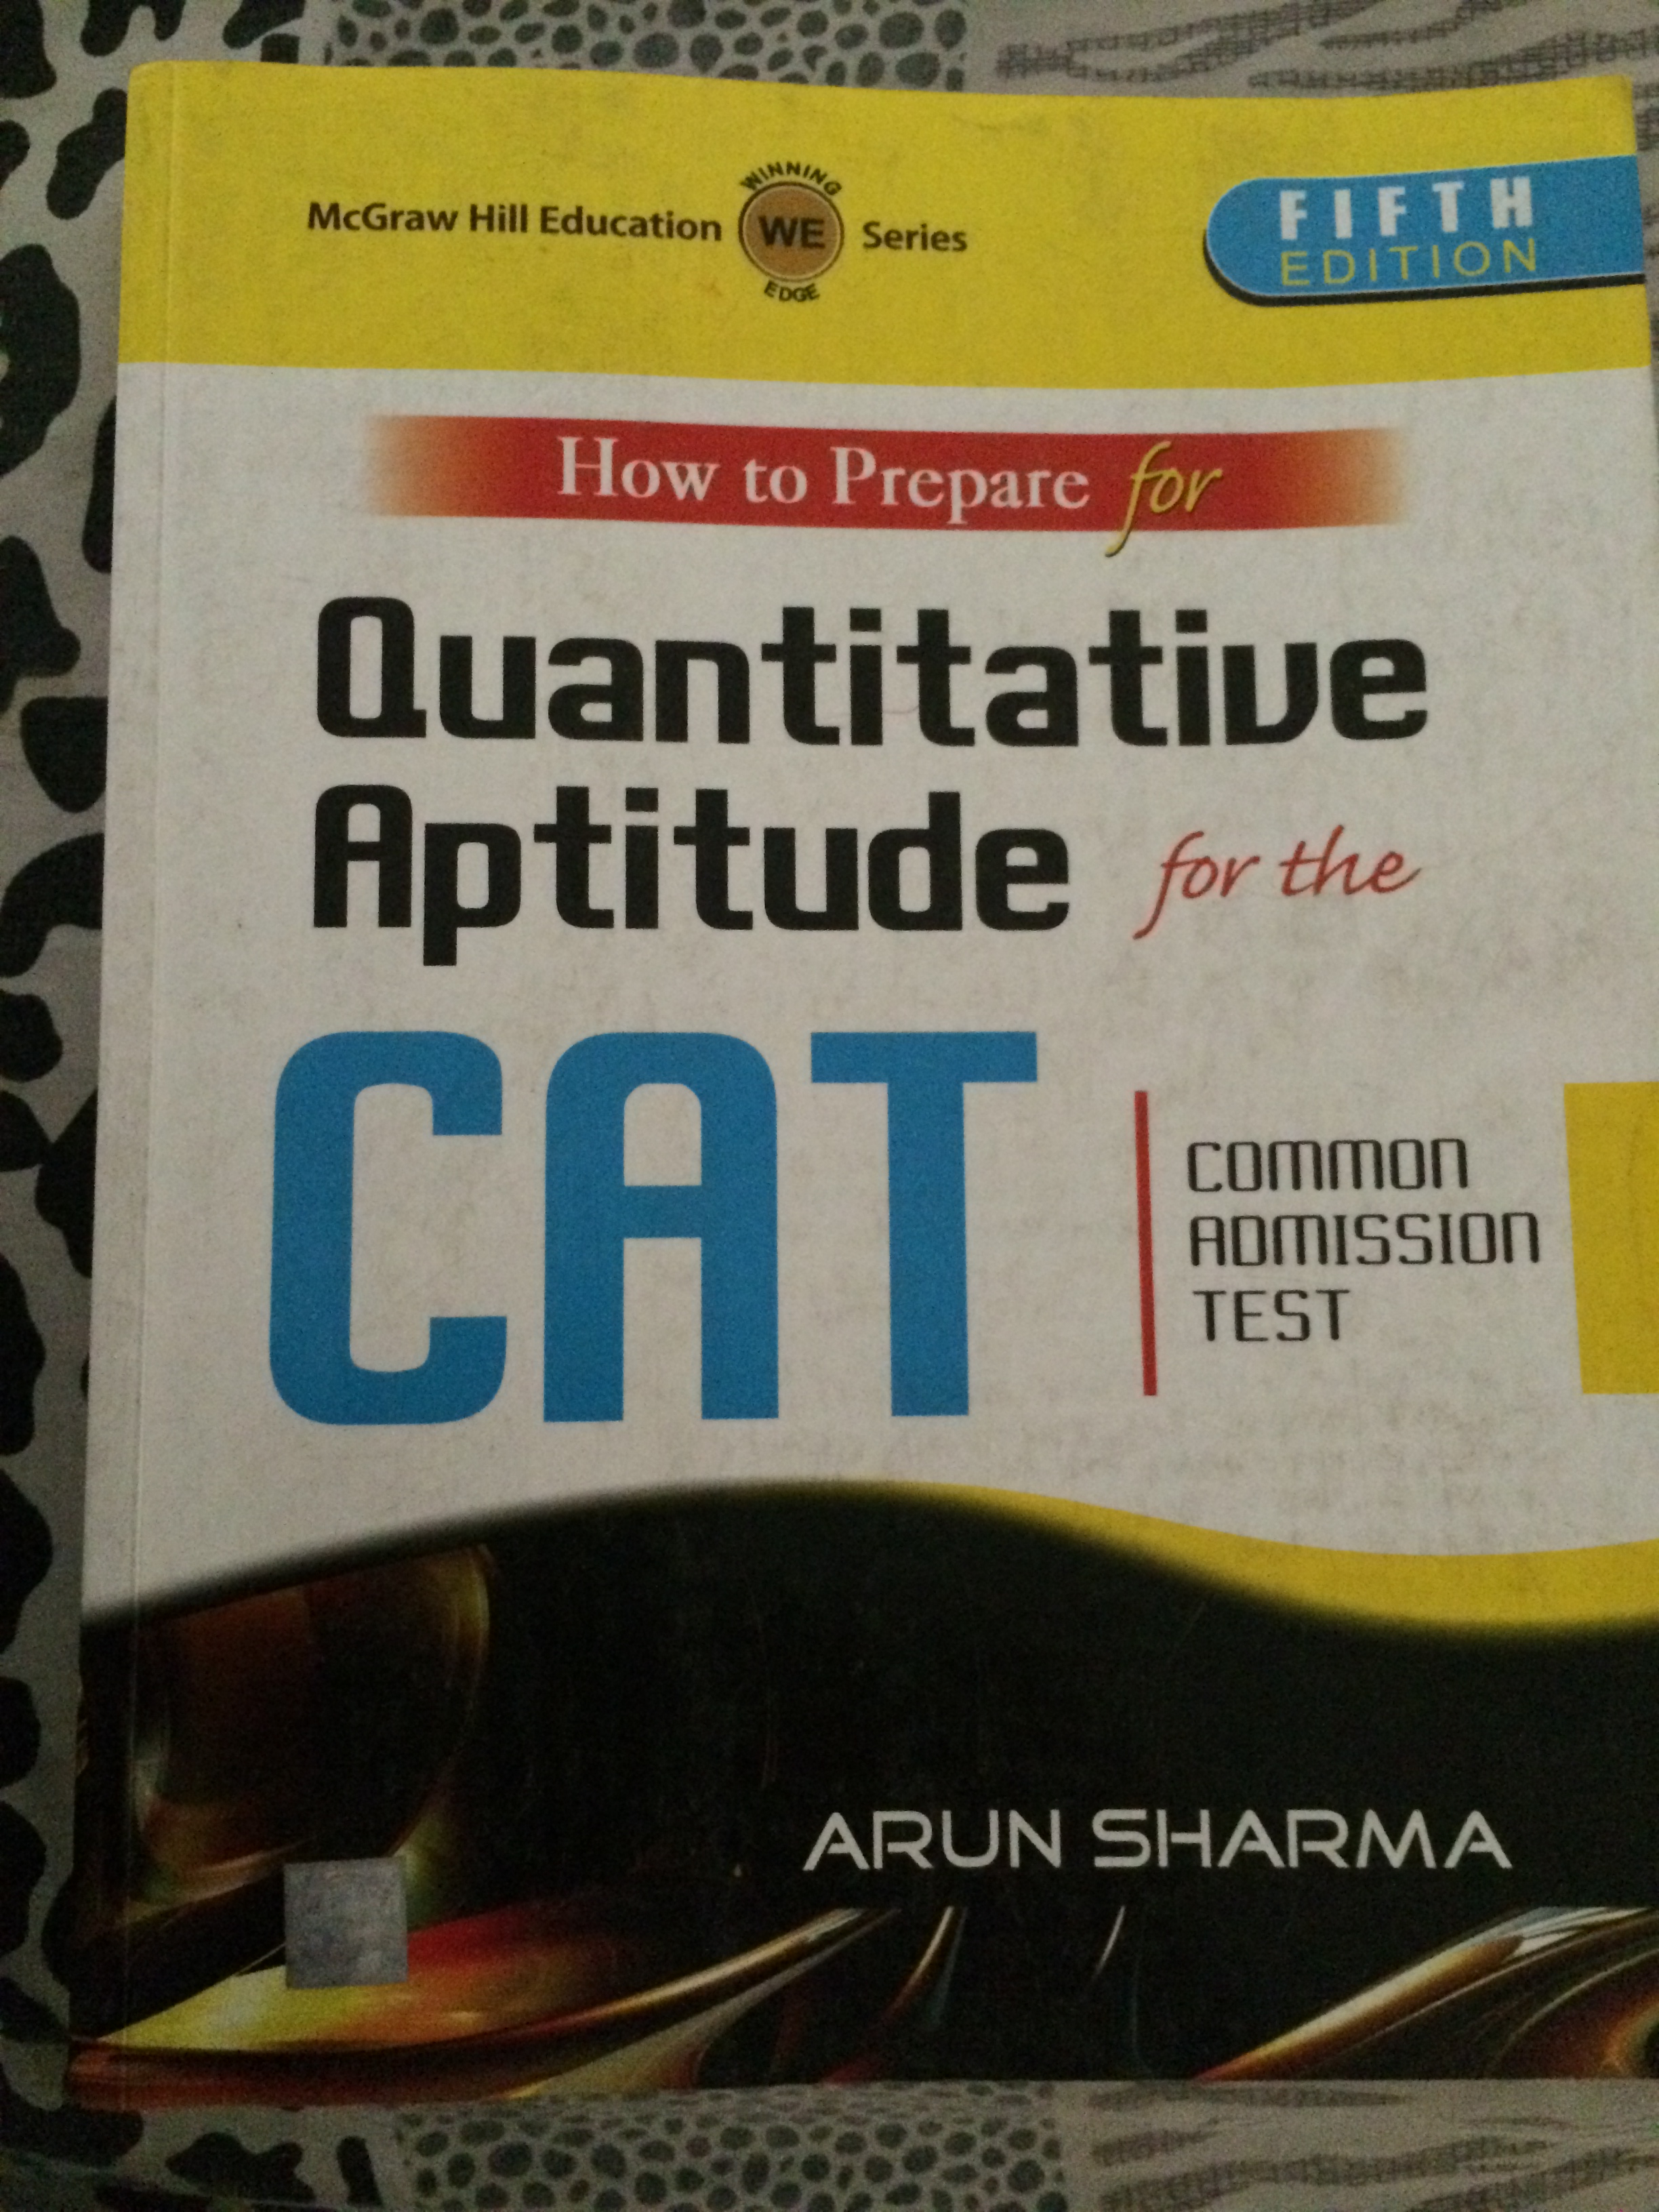 McGraw Hill Education WINNING WE EDGE Series
FIFTH
EDITION
How to Prepare for
Quantitative
Aptitude for the
CAT
COMMON
ADMISSION
TEST
ARUN SHARMA